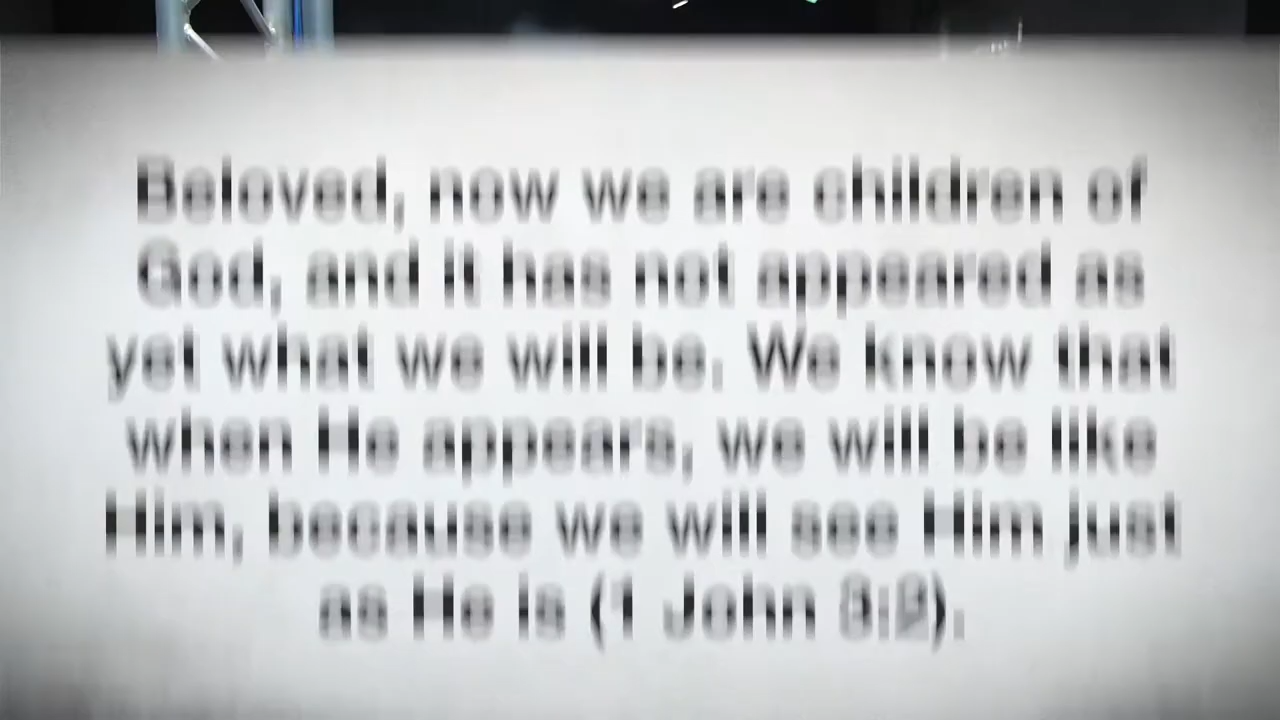 Beloved, now we are children of
God, and it has not appeared as
yet what we will be. We know that
when He appears, we will be like
Him, because we will see Him just
as He is (1 John 3:2).